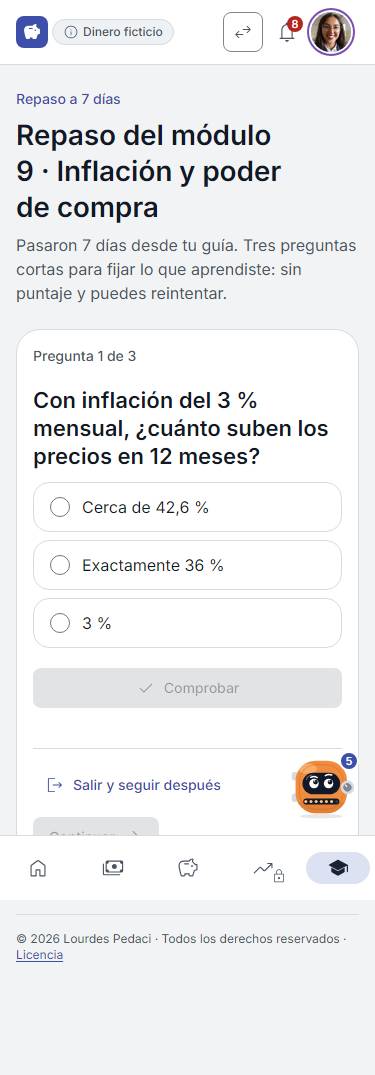 Dinero ficticio
8
Repaso a 7 días
Repaso del módulo
9 · Inflación y poder
de compra
Pasaron 7 días desde tu guía. Tres preguntas
cortas para fijar lo que aprendiste: sin
puntaje y puedes reintentar.
Pregunta 1 de 3
Con inflación del 3 %
mensual, ¿cuánto suben los
precios en 12 meses?
Cerca de 42,6 %
Exactamente 36 %
3 %
Comprobar
5
Salir y seguir después
Continuar
© 2026 Lourdes Pedaci · Todos los derechos reservados ·
Licencia